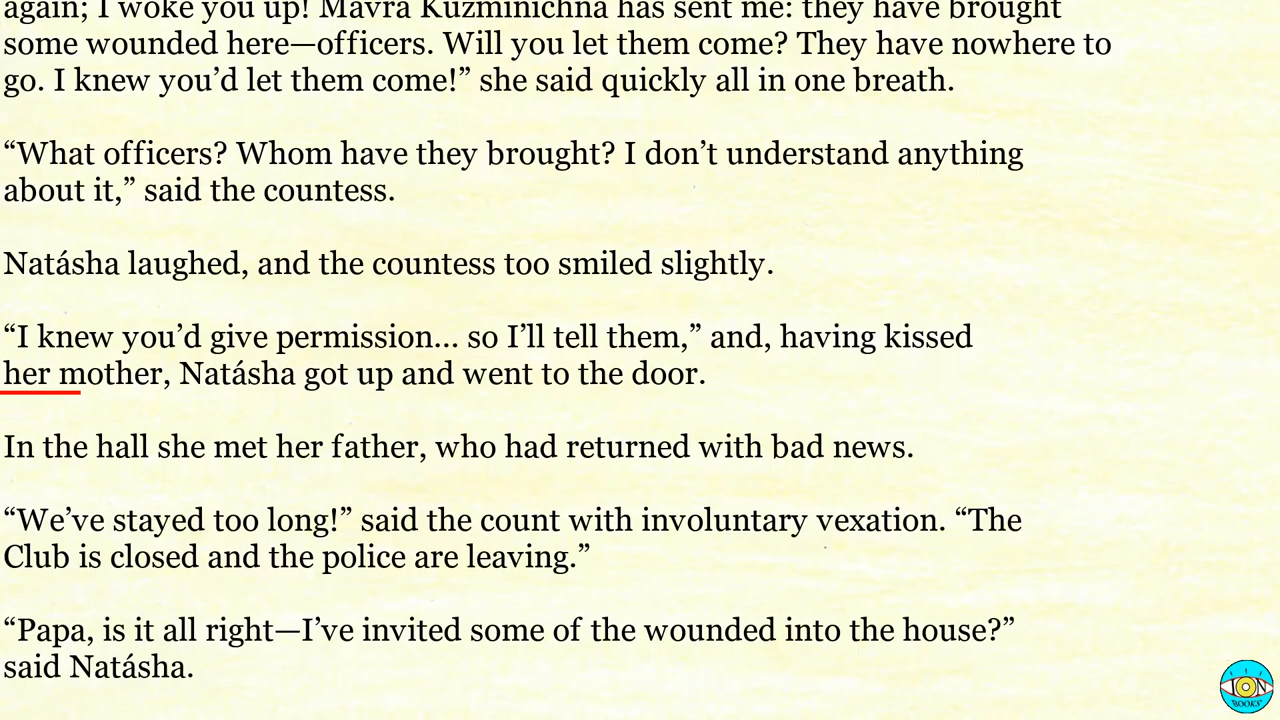 again; I woke you up! Mávra Kuzmínichna has sent me: they have brought
some wounded here—officers. Will you let them come? They have nowhere to
go. I knew you’d let them come!” she said quickly all in one breath.
“What officers? Whom have they brought? I don’t understand anything
about it,” said the countess.
Natásha laughed, and the countess too smiled slightly.
“I knew you’d give permission... so I’ll tell them,” and, having kissed
her mother, Natásha got up and went to the door.
In the hall she met her father, who had returned with bad news.
“We’ve stayed too long!” said the count with involuntary vexation. “The
Club is closed and the police are leaving.”
“Papa, is it all right—I’ve invited some of the wounded into the house?”
said Natásha.
ION
BOOKS